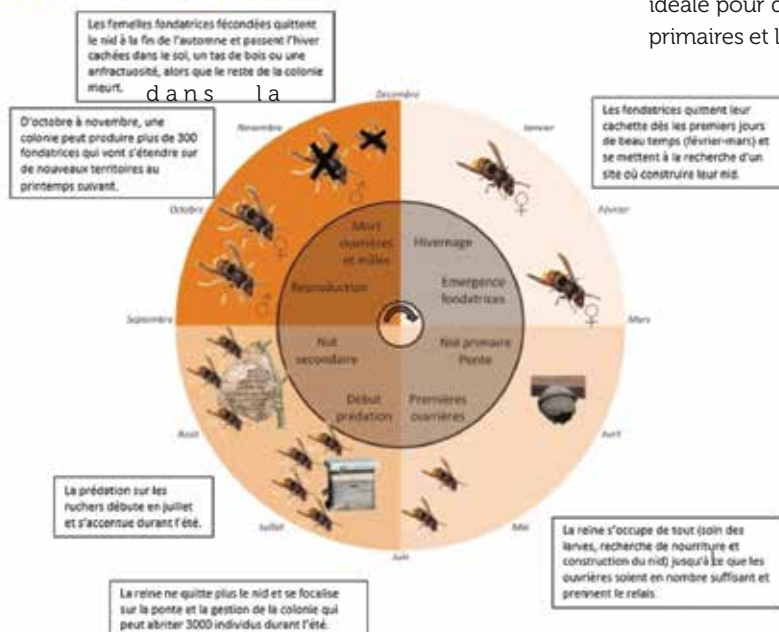 idéale pour d
primaires et l
Les femelles fondatrices fécondées quittent
le nid à la fin de l'automne et passent l'hiver
cachées dans le sol, un tas de bois ou une
anfractuosité, alors que le reste de la colonie
meurt.
dans la
D'octobre à novembre, une
colonie peut produire plus de 300
fondatrices qui vont s'étendre sur
de nouveaux territoires au
printemps suivant.
Les fondatrices quittent leur
cachette dès les premiers jours
de beau temps (février-mars) et
se mettent à la recherche d'un
site où construire leur nid.
Décembre
Janvier
Février
Mars
Avril
Mai
Juin
Juillet
Août
Septembre
Octobre
Novembre
Mort
ouvrières
et mâles
Hivernage
Reproduction
Emergence
fondatrices
Nid primaire
Ponte
Premières
ouvrières
Début
prédation
Nut
secondaire
La prédation sur les
ruchers débute en juillet
et s'accentue durant l'été.
La reine s'occupe de tout (soin des
larves, recherche de nourriture et
construction du nid) jusqu'à ce que les
ouvrières soient en nombre suffisant et
prennent le relais.
La reine ne quitte plus le nid et se focalise
sur la ponte et la gestion de la colonie qui
peut abriter 3000 individus durant l'été.